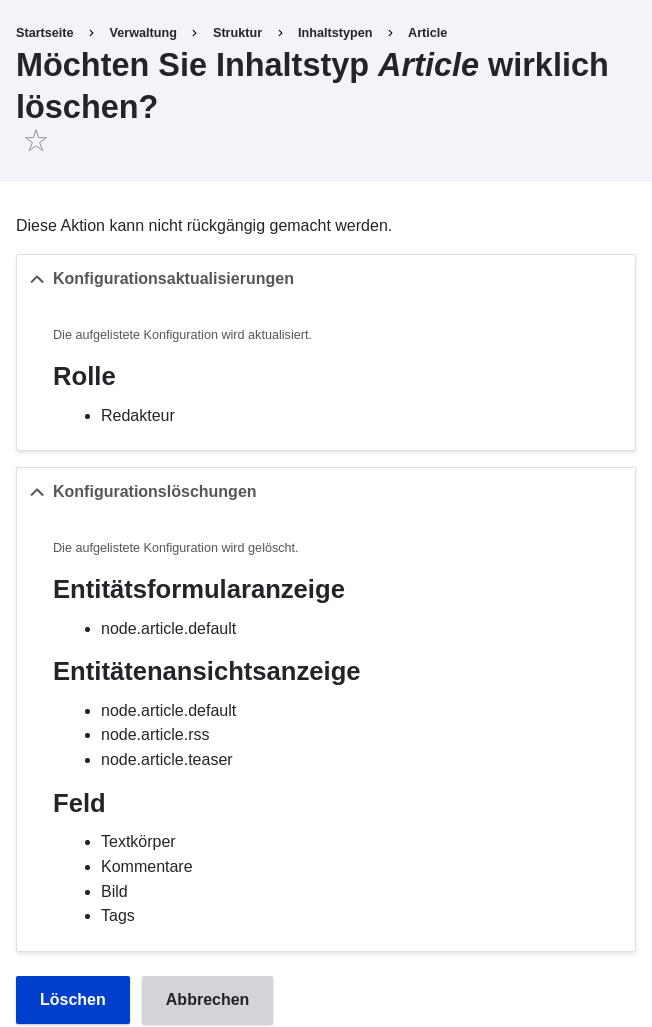 Startseite > Verwaltung > Struktur > Inhaltstypen > Article
Möchten Sie Inhaltstyp Article wirklich
löschen?
Diese Aktion kann nicht rückgängig gemacht werden.
Konfigurationsaktualisierungen
Die aufgelistete Konfiguration wird aktualisiert.
Rolle
• Redakteur
Konfigurationslöschungen
Die aufgelistete Konfiguration wird gelöscht.
Entitätsformularanzeige
• node.article.default
Entitätenansichtsanzeige
• node.article.default
• node.article.rss
• node.article.teaser
Feld
• Textkörper
• Kommentare
• Bild
• Tags
Löschen Abbrechen